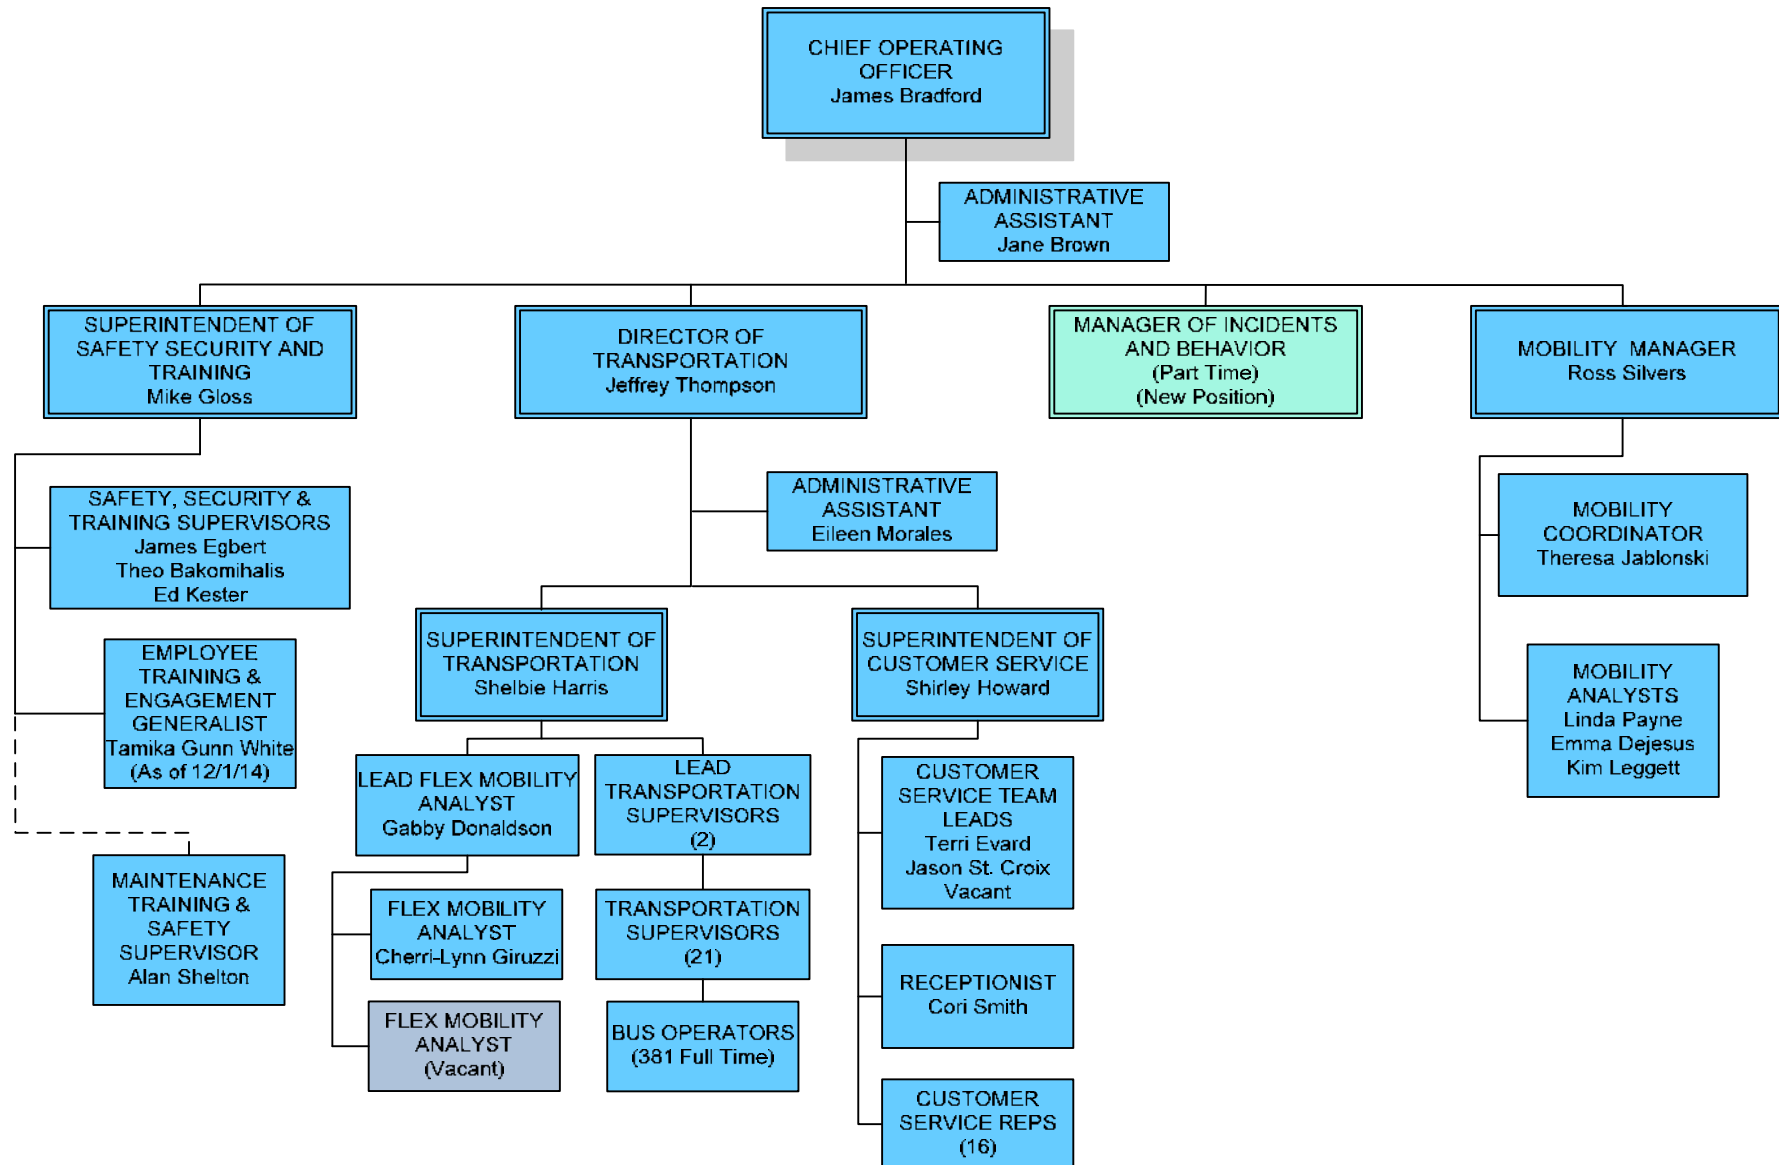 CHIEF OPERATING
OFFICER
James Bradford
ADMINISTRATIVE
ASSISTANT
Jane Brown
SUPERINTENDENT OF
SAFETY SECURITY AND
TRAINING
Mike Gloss
DIRECTOR OF
TRANSPORTATION
Jeffrey Thompson
MANAGER OF INCIDENTS
AND BEHAVIOR
(Part Time)
(New Position)
MOBILITY MANAGER
Ross Silvers
SAFETY, SECURITY &
TRAINING SUPERVISORS
James Egbert
Theo Bakomihalis
Ed Kester
ADMINISTRATIVE
ASSISTANT
Eileen Morales
MOBILITY
COORDINATOR
Theresa Jablonski
EMPLOYEE
TRAINING &
ENGAGEMENT
GENERALIST
Tamika Gunn White
(As of 12/1/14)
SUPERINTENDENT OF
TRANSPORTATION
Shelbie Harris
SUPERINTENDENT OF
CUSTOMER SERVICE
Shirley Howard
MOBILITY
ANALYSTS
Linda Payne
Emma Dejesus
Kim Leggett
LEAD FLEX MOBILITY
ANALYST
Gabby Donaldson
LEAD
TRANSPORTATION
SUPERVISORS
(2)
CUSTOMER
SERVICE TEAM
LEADS
Terri Evard
Jason St. Croix
Vacant
MAINTENANCE
TRAINING &
SAFETY
SUPERVISOR
Alan Shelton
FLEX MOBILITY
ANALYST
Cherri-Lynn Giruzzi
TRANSPORTATION
SUPERVISORS
(21)
RECEPTIONIST
Cori Smith
FLEX MOBILITY
ANALYST
(Vacant)
BUS OPERATORS
(381 Full Time)
CUSTOMER
SERVICE REPS
(16)